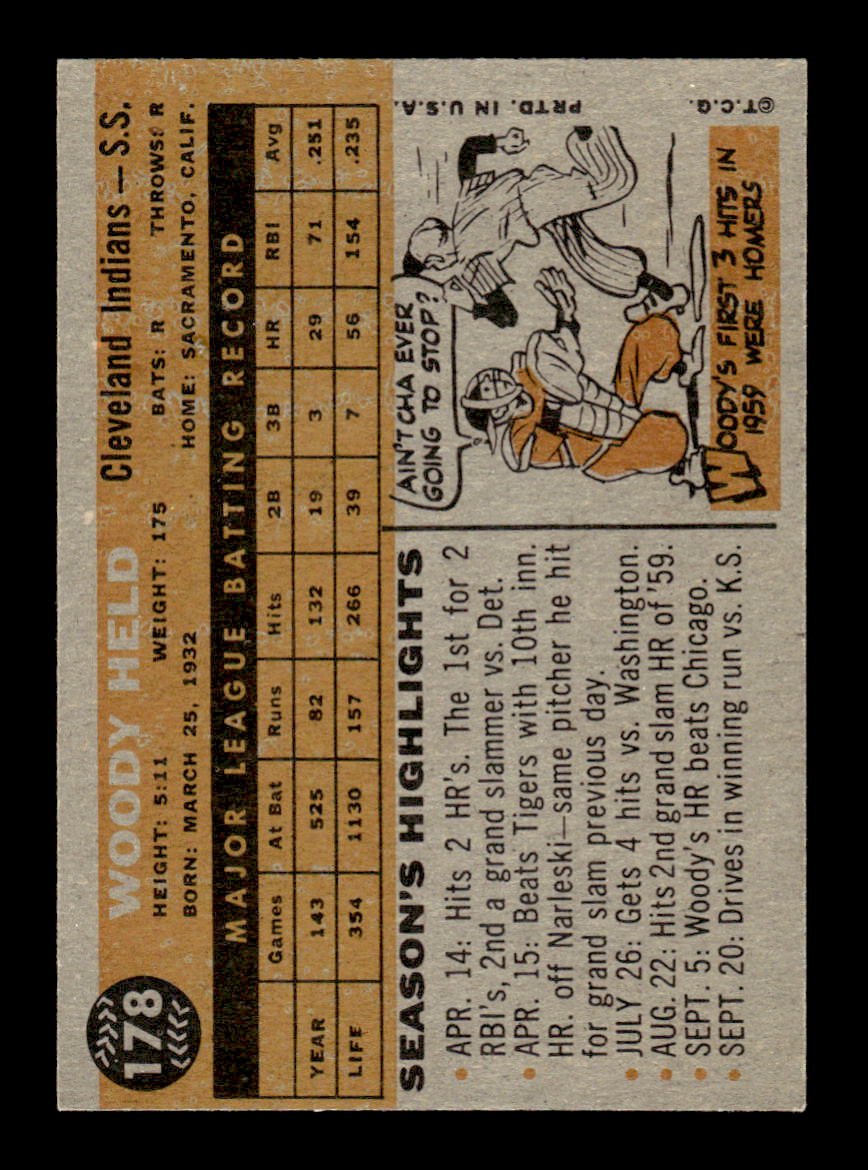 178
WOODY HELD
Cleveland Indians — S.S.
HEIGHT: 5:11 WEIGHT: 175 BATS: R THROWS: R
BORN: MARCH 25, 1932 HOME: SACRAMENTO, CALIF.
MAJOR LEAGUE BATTING RECORD
Games At Bat Runs Hits 2B 3B HR RBI Avg
YEAR 143 525 82 132 19 3 29 71 .251
LIFE 354 1130 157 266 39 7 56 154 .235
SEASON'S HIGHLIGHTS
• APR. 14: Hits 2 HR's. The 1st for 2
RBI's, 2nd a grand slammer vs. Det.
• APR. 15: Beats Tigers with 10th inn.
HR. off Narleski—same pitcher he hit
for grand slam previous day.
• JULY 26: Gets 4 hits vs. Washington.
• AUG. 22: Hits 2nd grand slam HR of '59.
• SEPT. 5: Woody's HR beats Chicago.
• SEPT. 20: Drives in winning run vs. K.S.
AIN'TCHA EVER
GOING TO STOP?
WOODY'S FIRST 3 HITS IN
1959 WERE HOMERS
©T.C.G. PRTD. IN U.S.A.